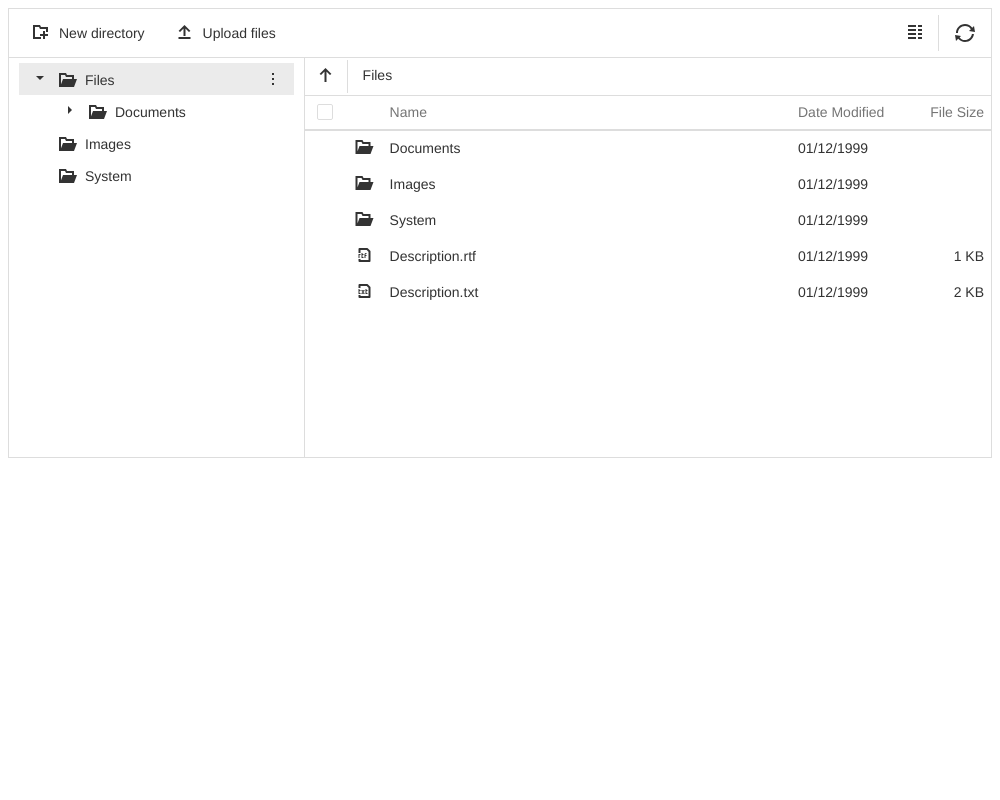 New directory Upload files
Files
Documents
Images
System
Files
Name Date Modified File Size
Documents 01/12/1999
Images 01/12/1999
System 01/12/1999
Description.rtf 01/12/1999 1 KB
Description.txt 01/12/1999 2 KB